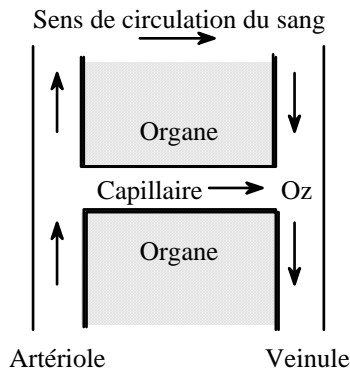 Sens de circulation du sang
Organe
Capillaire Oz
Organe
Artériole Veinule